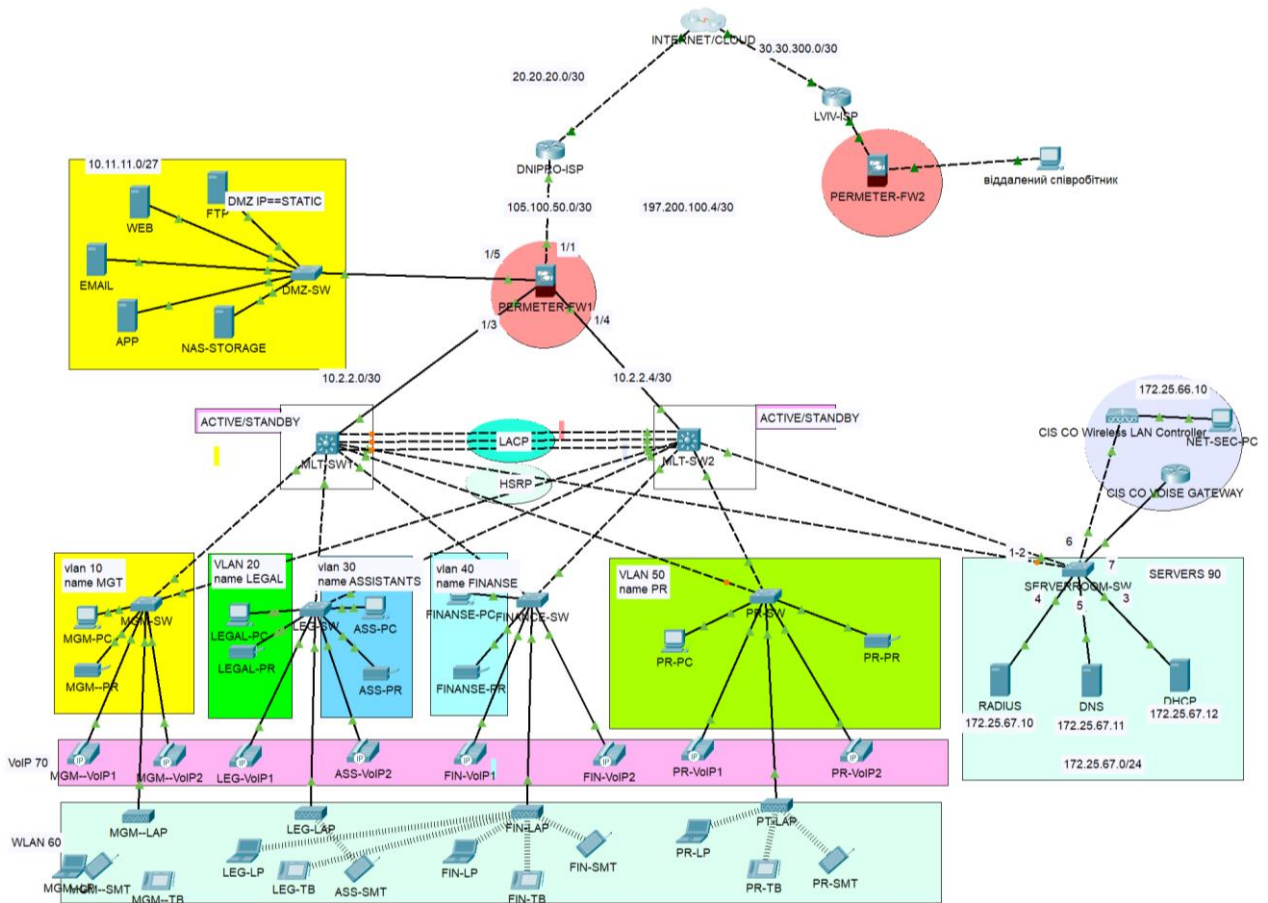 INTERNET/CLOUD
30.30.300.0/30
20.20.20.0/30
LVIV-ISP
DNIPRO-ISP
PERMETER-FW2
віддалений співробітник
105.100.50.0/30
197.200.100.4/30
10.11.11.0/27
FTP
DMZ IP==STATIC
WEB
EMAIL
DMZ-SW
APP
NAS-STORAGE
1/5
1/1
PERMETER-FW1
1/3
1/4
10.2.2.0/30
10.2.2.4/30
ACTIVE/STANDBY
ACTIVE/STANDBY
MLT-SW1
LACP
MLT-SW2
HSRP
172.25.66.10
CIS CO Wireless LAN Controller
NET-SEC-PC
CIS CO VOISE GATEWAY
vlan 10
name MGT
VLAN 20
name LEGAL
vlan 30
name ASSISTANTS
vlan 40
name FINANSE
VLAN 50
name PR
1-2
6
7
SERVERROOM-SW
SERVERS 90
4
5
3
MGM-PC
MGM-SW
MGM--PR
LEGAL-PC
LEG-SW
LEGAL-PR
ASS-PC
ASS-PR
FINANSE-PC
FINANCE-SW
FINANSE-PR
PR-SW
PR-PC
PR-PR
RADIUS
172.25.67.10
DNS
172.25.67.11
DHCP
172.25.67.12
172.25.67.0/24
VoIP 70
MGM--VoIP1
MGM--VoIP2
LEG-VoIP1
ASS-VoIP2
FIN-VoIP1
FIN-VoIP2
PR-VoIP1
PR-VoIP2
WLAN 60
MGM--LAP
LEG-LAP
FIN-LAP
PT-LAP
MGM--SMT
MGM--TB
LEG-LP
LEG-TB
ASS-SMT
FIN-LP
FIN-TB
FIN-SMT
PR-LP
PR-TB
PR-SMT